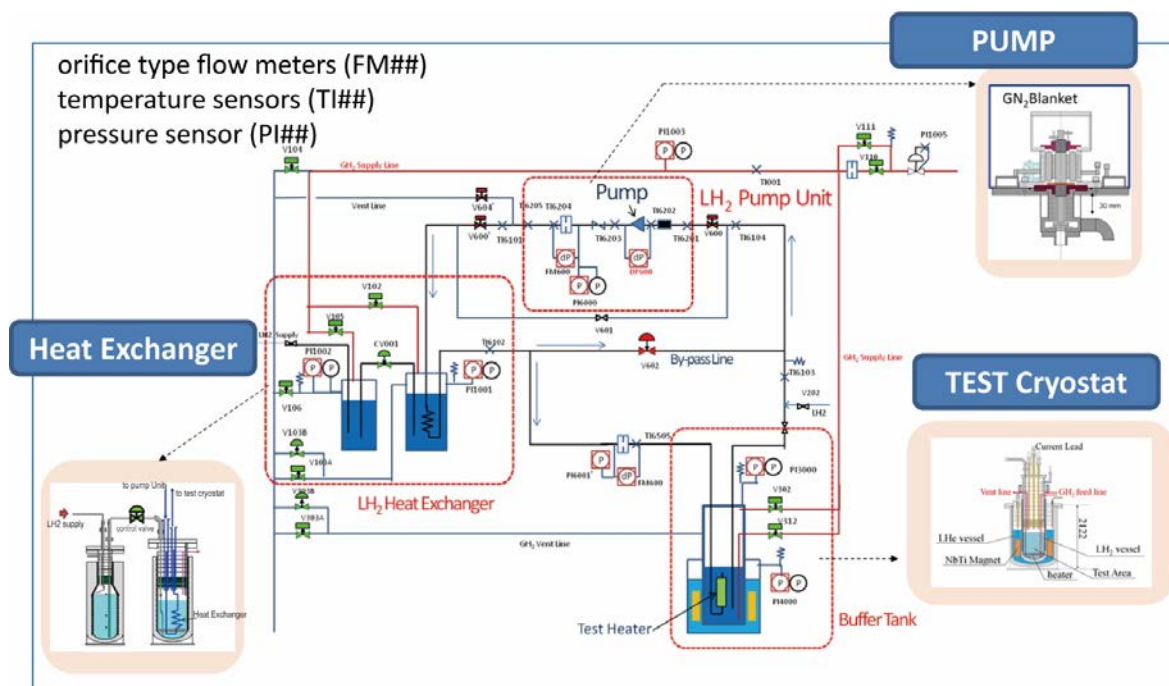 PUMP
orifice type flow meters (FM##)
temperature sensors (TI##)
pressure sensor (PI##)
GN₂Blanket
30 mm
V104
GH₂ Supply Line
PI1003
V111
V110
PI1005
TI001
Vent Line
V604'
V600'
TI6101
TI6205
TI6204
Pump
TI6203
TI6202
TI6201
V600
TI6104
LH₂ Pump Unit
dP
FM600
P P
PI6000
dP
DP600
V601
Heat Exchanger
V102
V105
LH2 Supply
PI1002
CV001
TI6102
PI1001
V106
V602
By-pass Line
GH₂ Supply Line
TI6103
V202
LH2
TEST Cryostat
V103B
V103A
LH₂ Heat Exchanger
V303B
V303A
GH₂ Vent Line
TI6505
PI6001'
FM600
PI3000
V302
V312
PI4000
Test Heater
Buffer Tank
to pump Unit
to test cryostat
LH2 supply
control valve
Heat Exchanger
Current Lead
Vent line
GH₂ feed line
2122
LHe vessel
LH₂ vessel
NbTi Magnet
Test Area
heater